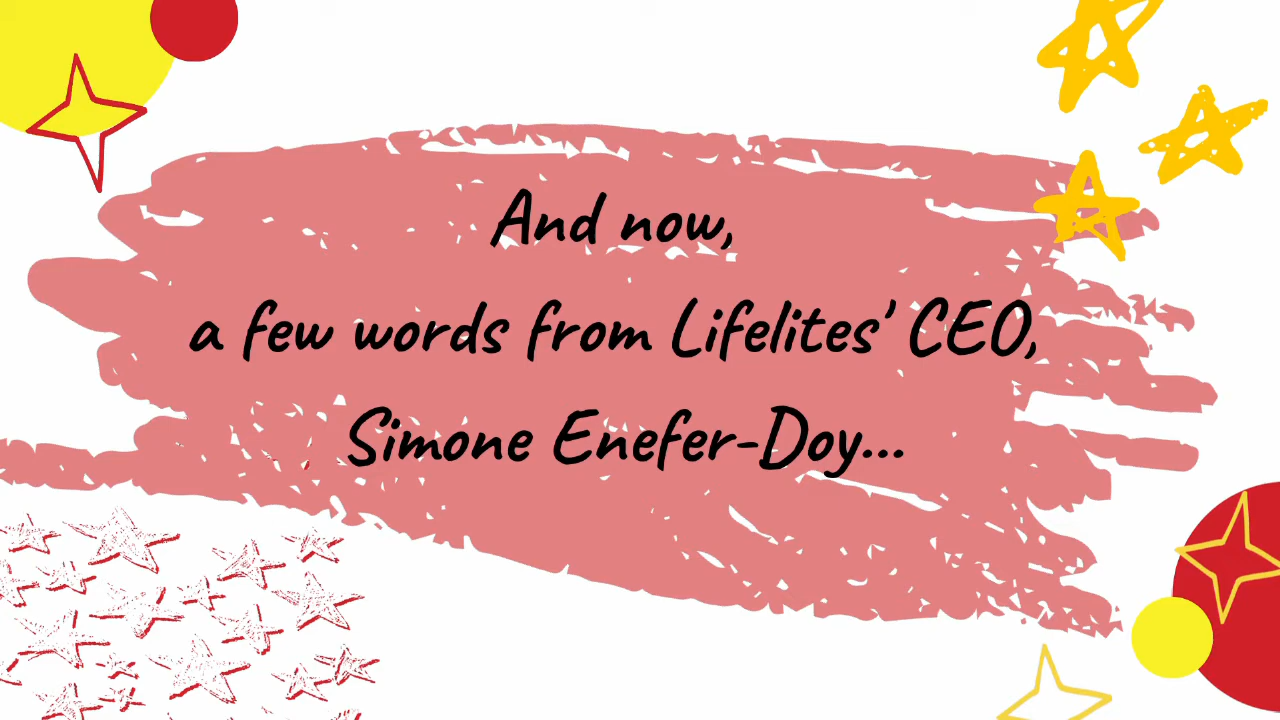 And now,
a few words from Lifelites' CEO,
Simone Enefer-Doy...